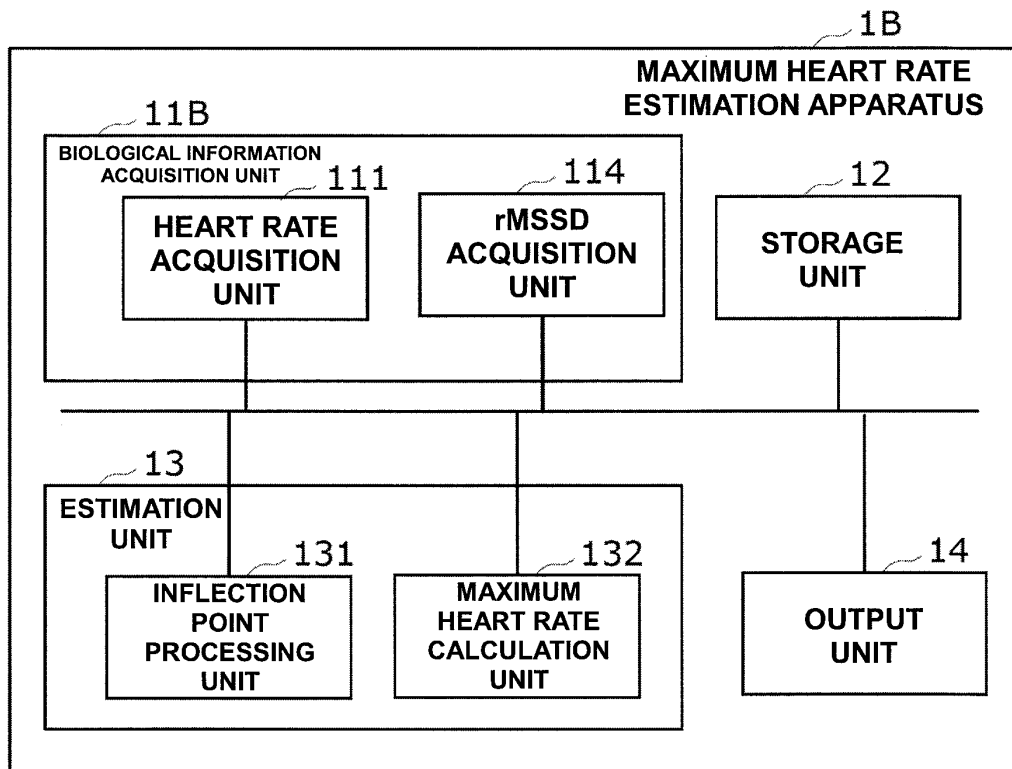 1B
MAXIMUM HEART RATE
ESTIMATION APPARATUS
11B
BIOLOGICAL INFORMATION
ACQUISITION UNIT
111
HEART RATE
ACQUISITION
UNIT
114
rMSSD
ACQUISITION
UNIT
12
STORAGE
UNIT
13
ESTIMATION
UNIT
131
INFLECTION
POINT
PROCESSING
UNIT
132
MAXIMUM
HEART RATE
CALCULATION
UNIT
14
OUTPUT
UNIT